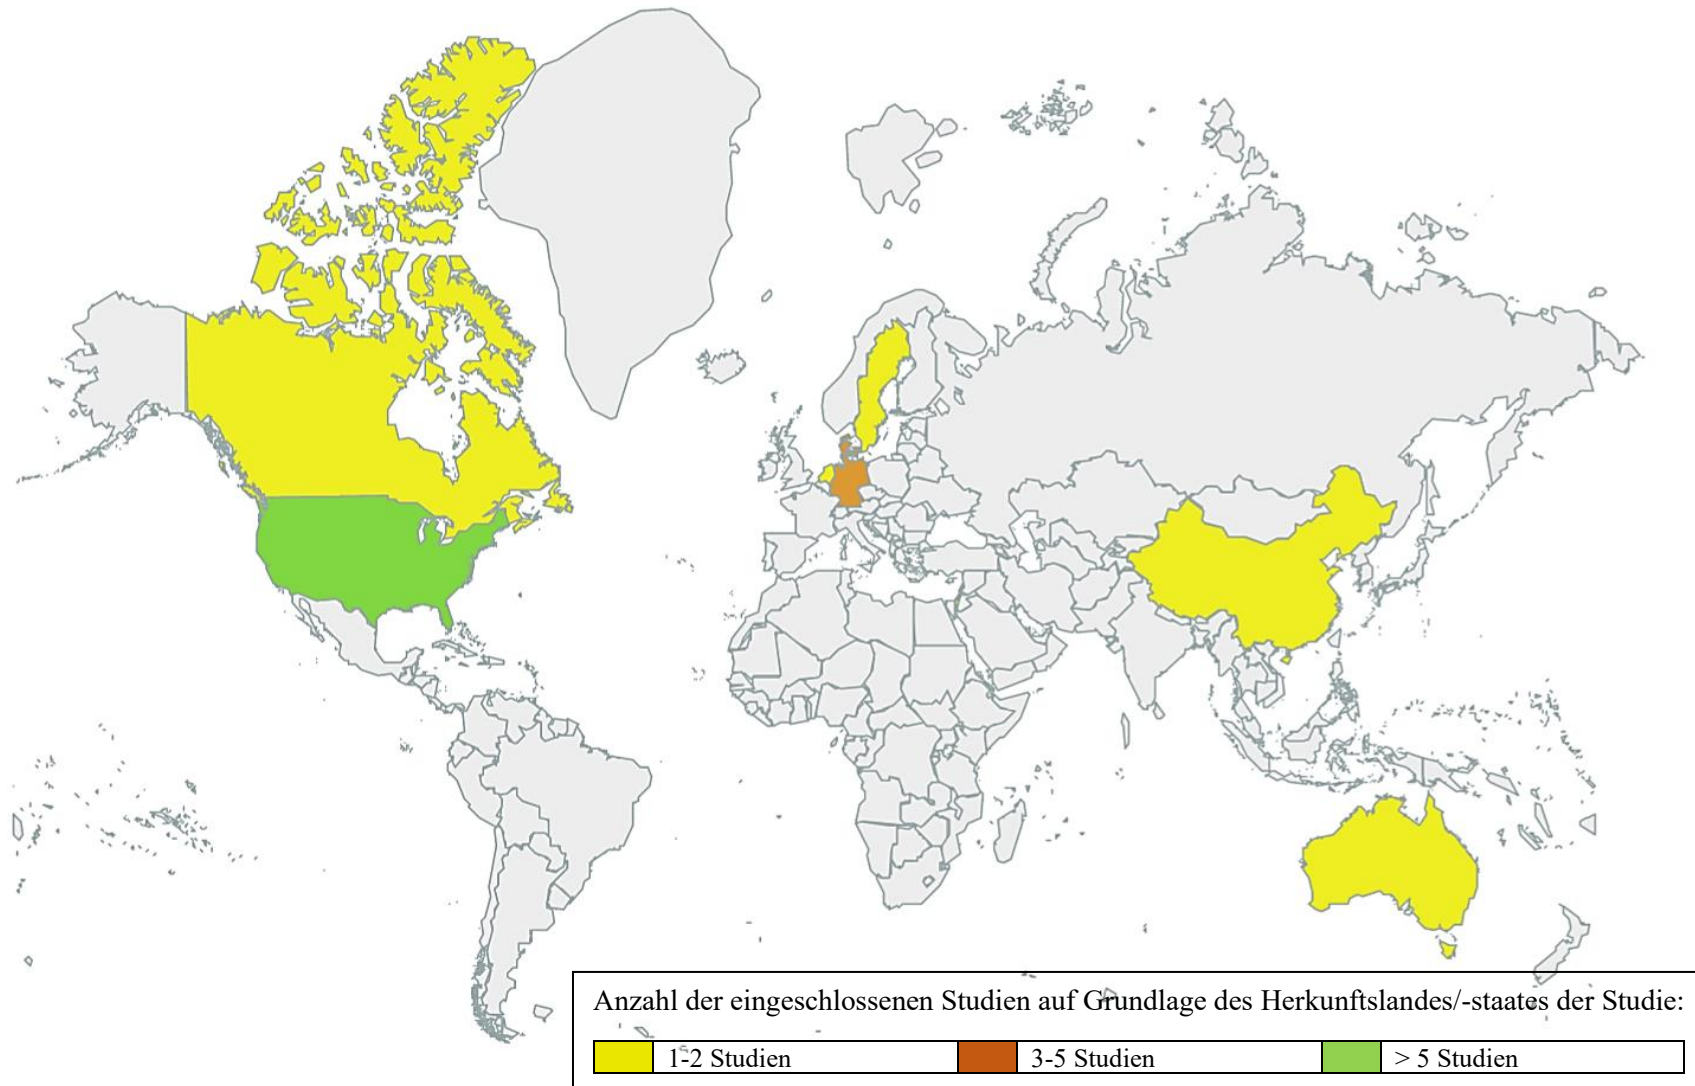 Anzahl der eingeschlossenen Studien auf Grundlage des Herkunftslandes/-staates der Studie:
1-2 Studien
3-5 Studien
> 5 Studien